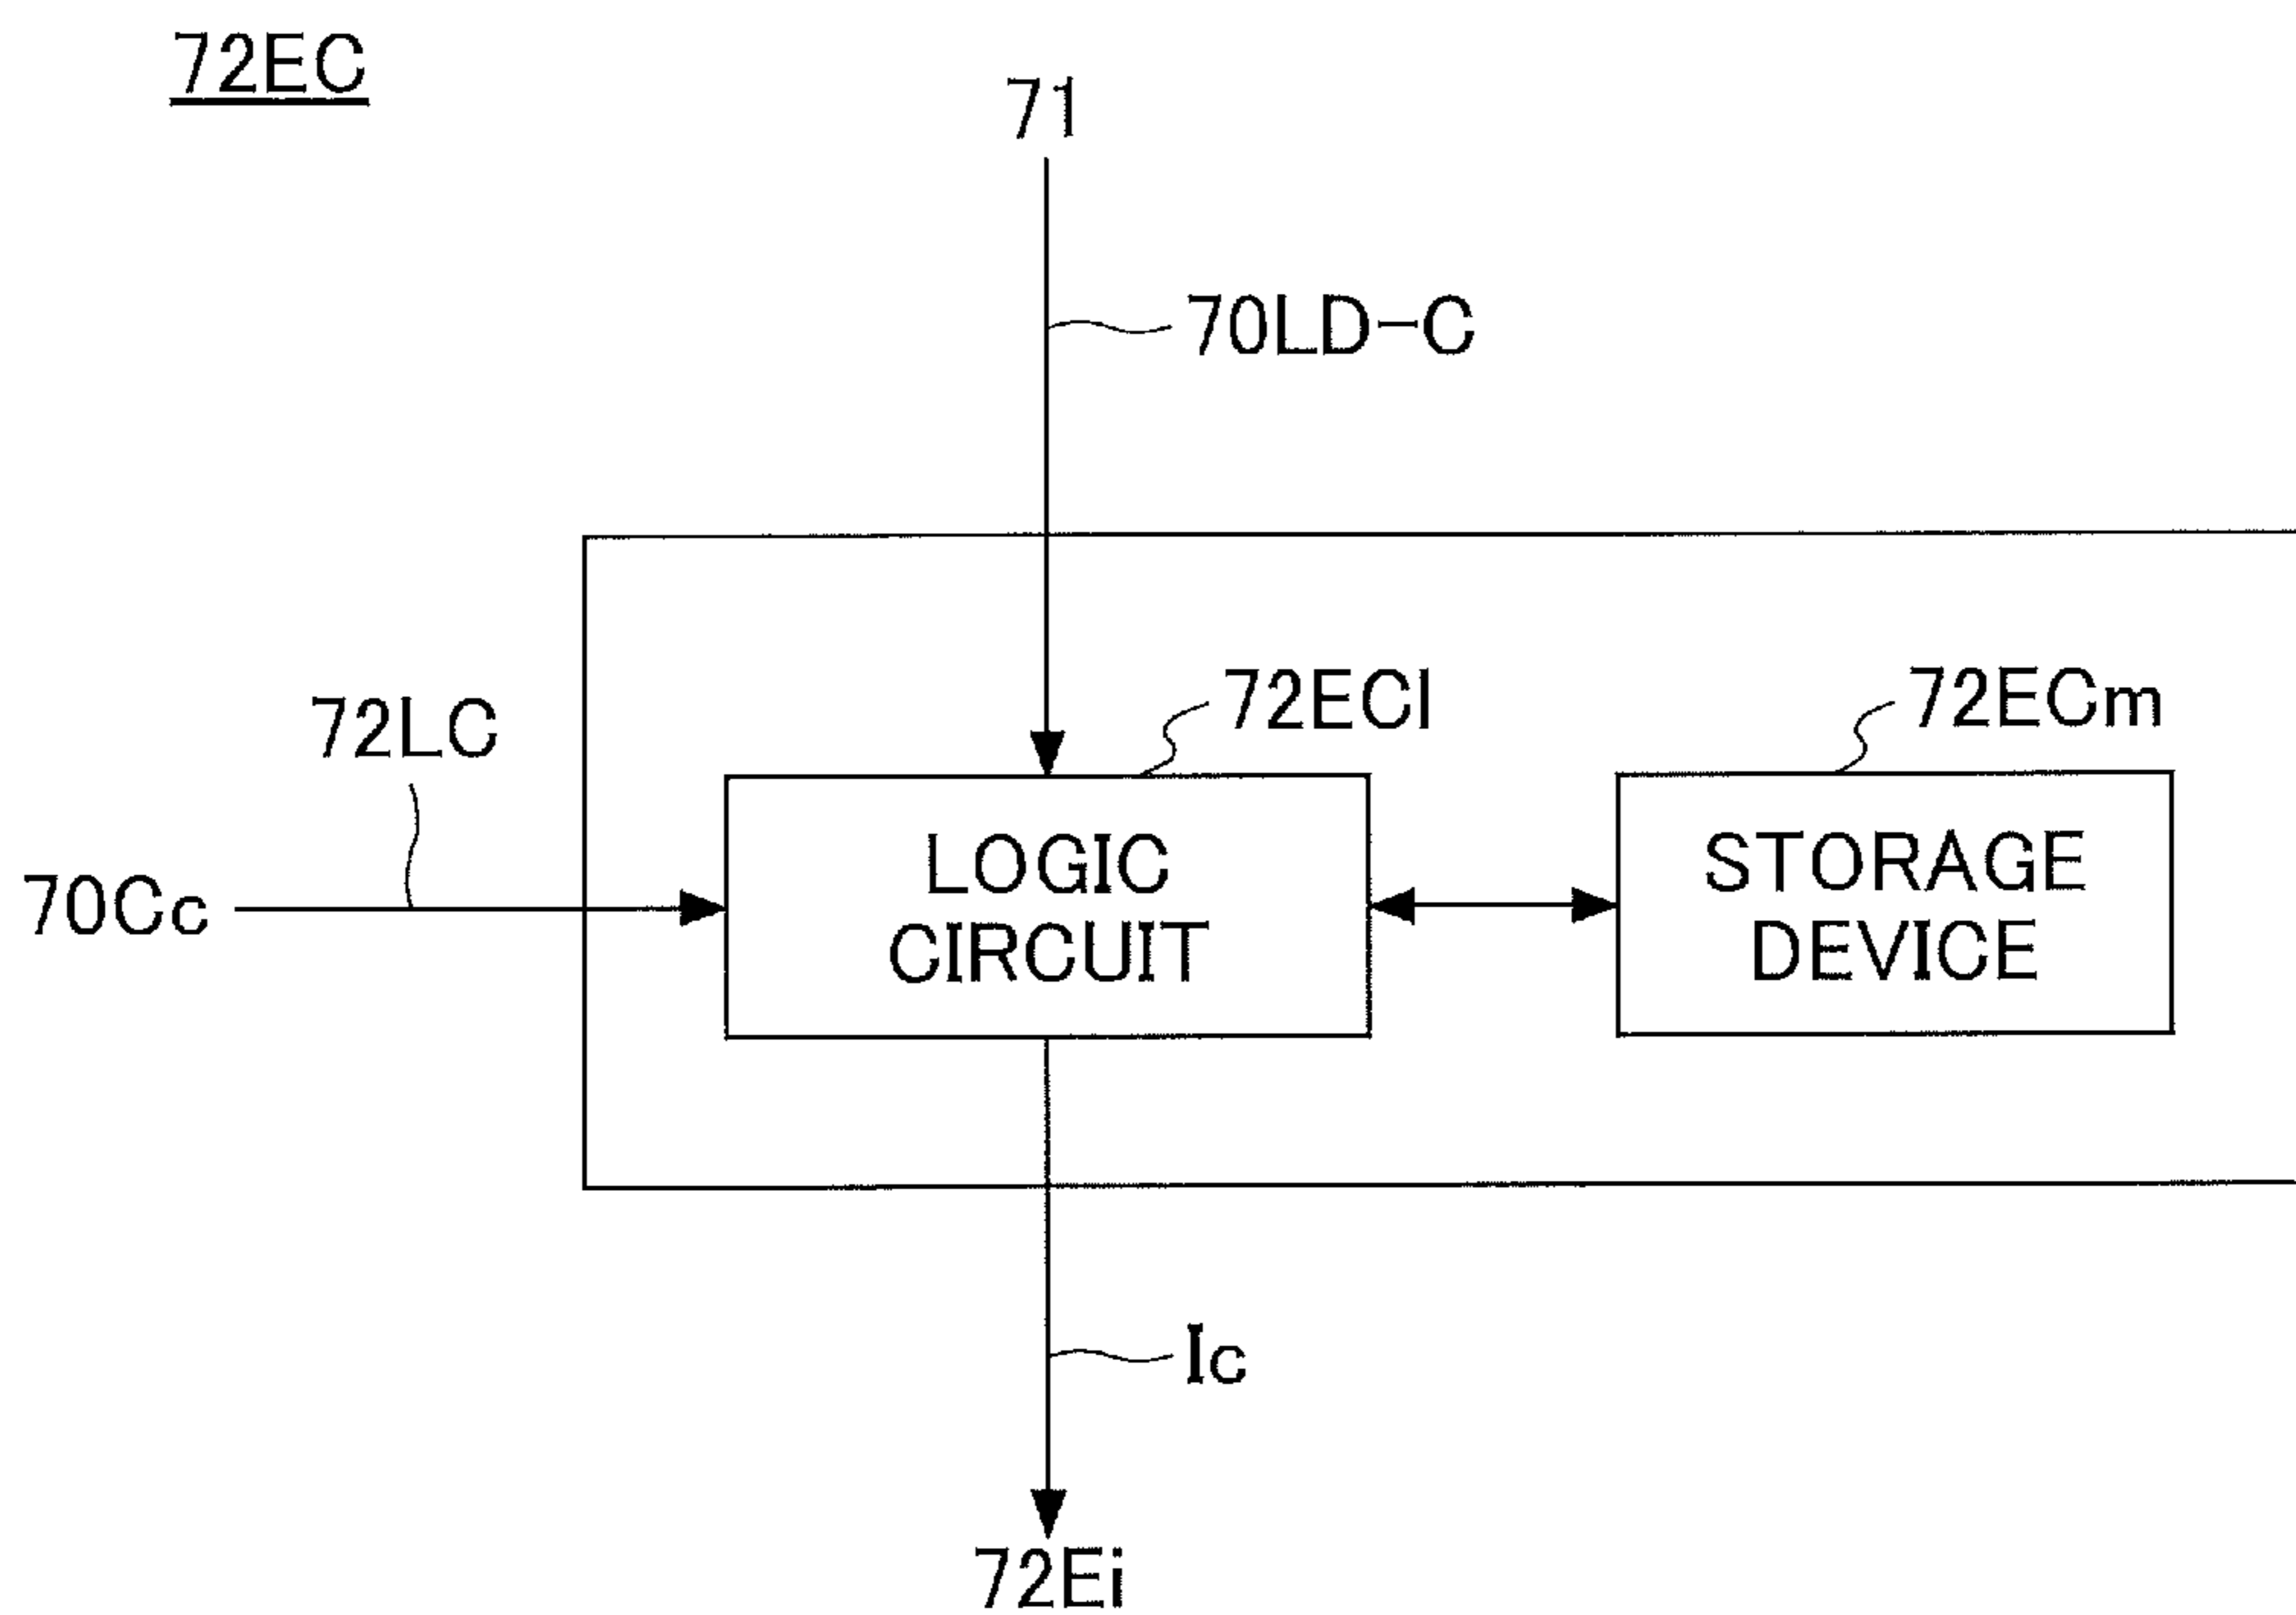 72EC
71
70LD-C
72ECl
72ECm
72LC
LOGIC
CIRCUIT
STORAGE
DEVICE
70Cc
Ic
72Ei